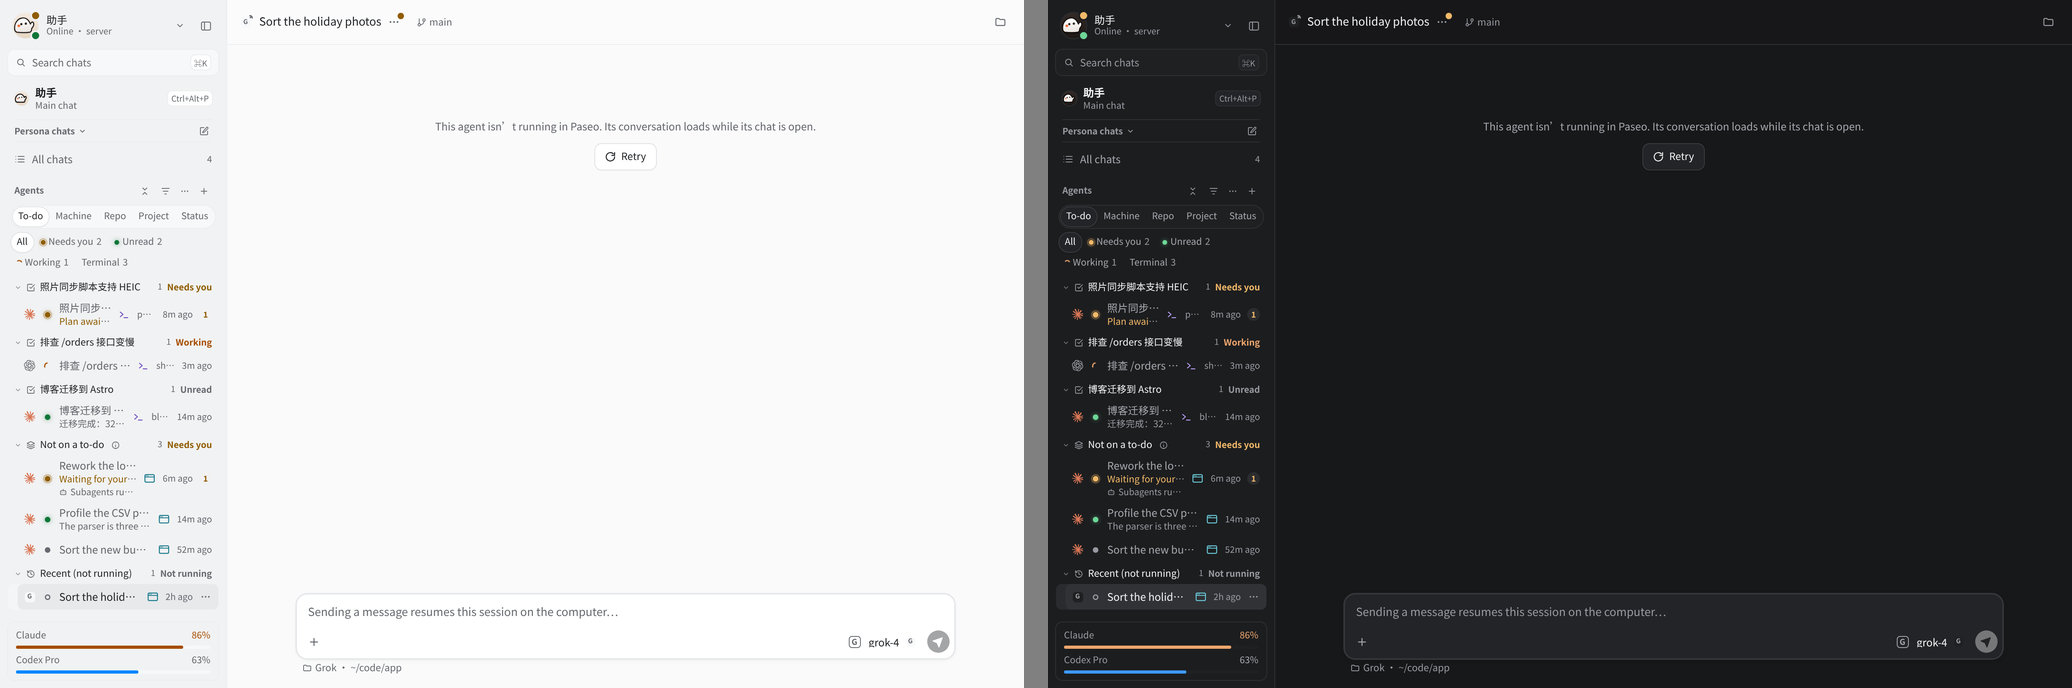 助手
Online • server
Search chats
⌘K
助手
Main chat
Ctrl+Alt+P
Persona chats
All chats
4
Agents
To-do
Machine
Repo
Project
Status
All
Needs you 2
Unread 2
Working 1
Terminal 3
照片同步脚本支持 HEIC
1 Needs you
照片同步…
p…
8m ago
1
Plan awai…
排查 /orders 接口变慢
1 Working
排查 /orders …
sh…
3m ago
博客迁移到 Astro
1 Unread
博客迁移到 …
bl…
14m ago
迁移完成：32…
Not on a to-do
3 Needs you
Rework the lo…
Waiting for your…
6m ago
1
Subagents ru…
Profile the CSV p…
14m ago
The parser is three …
Sort the new bu…
52m ago
Recent (not running)
1 Not running
G
Sort the holid…
2h ago
Claude
86%
Codex Pro
63%
G
Sort the holiday photos
main
This agent isn’t running in Paseo. Its conversation loads while its chat is open.
Retry
Sending a message resumes this session on the computer…
G
grok-4
G
Grok • ~/code/app
助手
Online • server
Search chats
⌘K
助手
Main chat
Ctrl+Alt+P
Persona chats
All chats
4
Agents
To-do
Machine
Repo
Project
Status
All
Needs you 2
Unread 2
Working 1
Terminal 3
照片同步脚本支持 HEIC
1 Needs you
照片同步…
p…
8m ago
1
Plan awai…
排查 /orders 接口变慢
1 Working
排查 /orders …
sh…
3m ago
博客迁移到 Astro
1 Unread
博客迁移到 …
bl…
14m ago
迁移完成：32…
Not on a to-do
3 Needs you
Rework the lo…
Waiting for your…
6m ago
1
Subagents ru…
Profile the CSV p…
14m ago
The parser is three …
Sort the new bu…
52m ago
Recent (not running)
1 Not running
G
Sort the holid…
2h ago
Claude
86%
Codex Pro
63%
G
Sort the holiday photos
main
This agent isn’t running in Paseo. Its conversation loads while its chat is open.
Retry
Sending a message resumes this session on the computer…
G
grok-4
G
Grok • ~/code/app